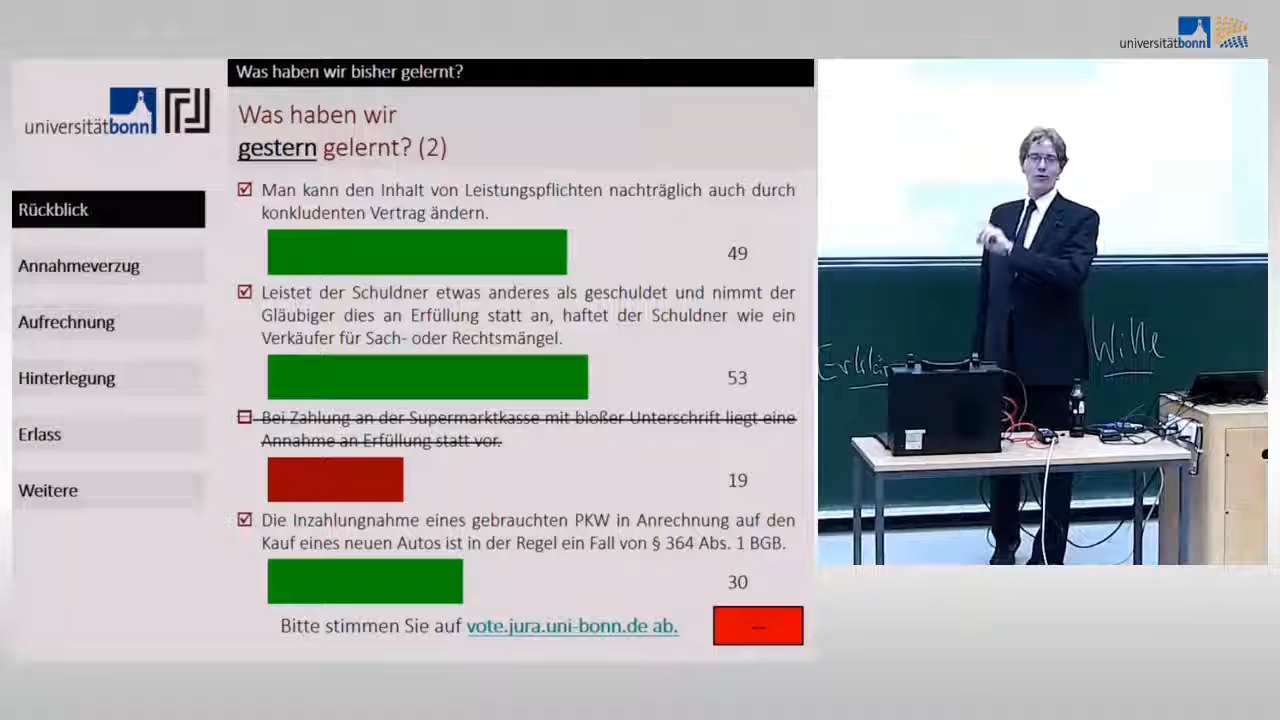 universitätbonn
Was haben wir bisher gelernt?
universitätbonn
Was haben wir
gestern gelernt? (2)
Rückblick
Annahmeverzug
Aufrechnung
Hinterlegung
Erlass
Weitere
Man kann den Inhalt von Leistungspflichten nachträglich auch durch
konkludenten Vertrag ändern.
49
Leistet der Schuldner etwas anderes als geschuldet und nimmt der
Gläubiger dies an Erfüllung statt an, haftet der Schuldner wie ein
Verkäufer für Sach- oder Rechtsmängel.
53
Bei Zahlung an der Supermarktkasse mit bloßer Unterschrift liegt eine
Annahme an Erfüllung statt vor.
19
Die Inzahlungnahme eines gebrauchten PKW in Anrechnung auf den
Kauf eines neuen Autos ist in der Regel ein Fall von § 364 Abs. 1 BGB.
30
Bitte stimmen Sie auf vote.jura.uni-bonn.de ab.
Wille